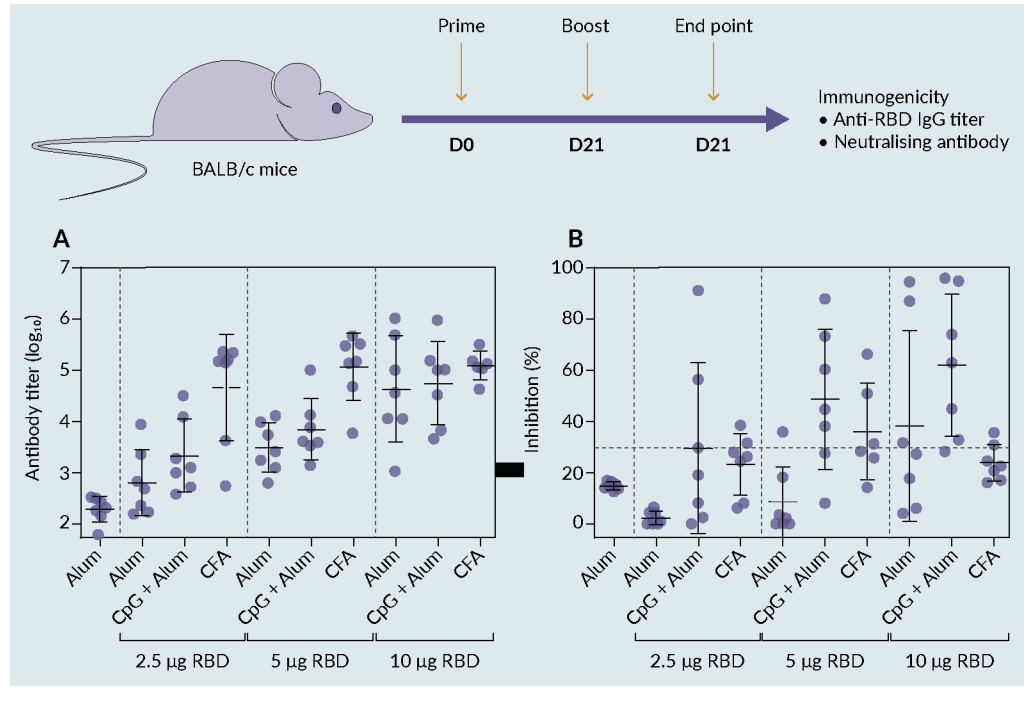 Prime Boost End point
D0 D21 D21
BALB/c mice
Immunogenicity
• Anti-RBD IgG titer
• Neutralising antibody
A
Antibody titer (log₁₀)
7
6
5
4
3
2
Alum Alum CpG + Alum CFA Alum CpG + Alum CFA Alum CpG + Alum CFA
2.5 µg RBD 5 µg RBD 10 µg RBD
B
Inhibition (%)
100
80
60
40
20
0
Alum Alum CpG + Alum CFA Alum CpG + Alum CFA Alum CpG + Alum CFA
2.5 µg RBD 5 µg RBD 10 µg RBD